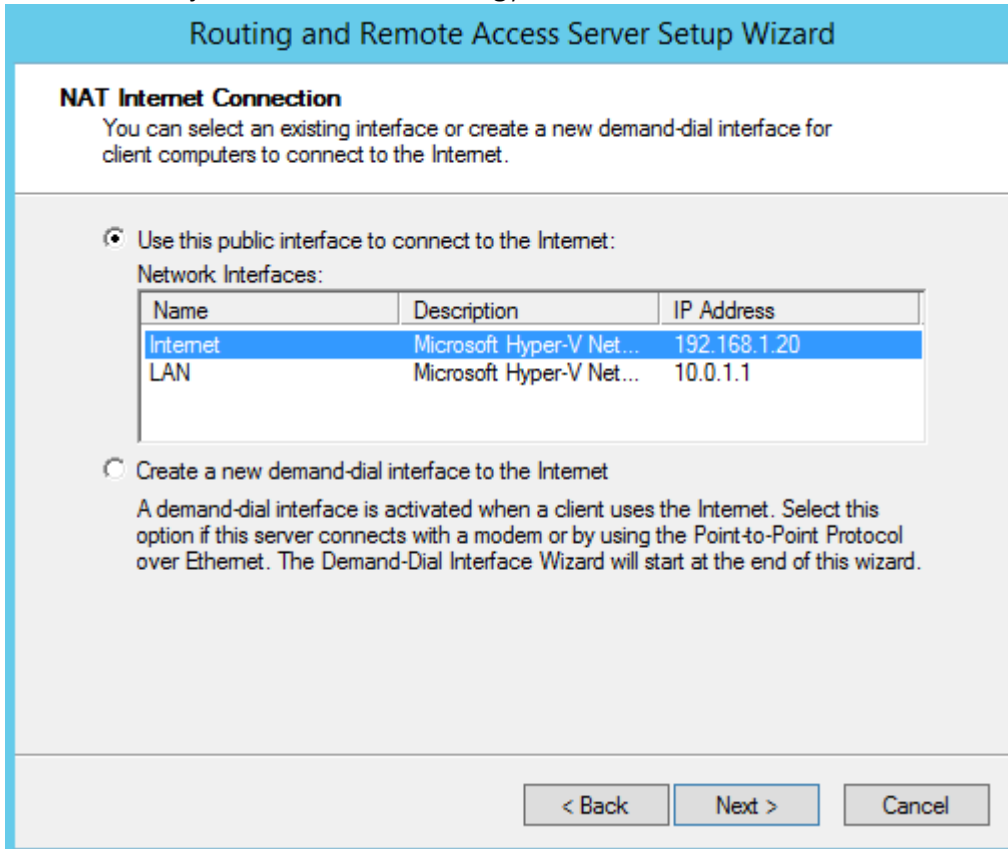 Routing and Remote Access Server Setup Wizard
NAT Internet Connection
You can select an existing interface or create a new demand-dial interface for
client computers to connect to the Internet.
Use this public interface to connect to the Internet:
Network Interfaces:
Name Description IP Address
Internet Microsoft Hyper-V Net... 192.168.1.20
LAN Microsoft Hyper-V Net... 10.0.1.1
Create a new demand-dial interface to the Internet
A demand-dial interface is activated when a client uses the Internet. Select this
option if this server connects with a modem or by using the Point-to-Point Protocol
over Ethernet. The Demand-Dial Interface Wizard will start at the end of this wizard.
< Back Next > Cancel